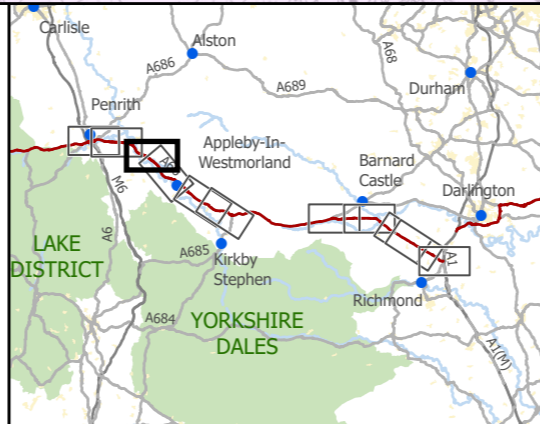 Carlisle
Alston
A68
A686
A689
Durham
Penrith
Appleby-In-
Westmorland
Barnard
Castle
Darlington
M6
A6
LAKE
DISTRICT
A685
Kirkby
Stephen
A1
Richmond
A684
YORKSHIRE
DALES
A1(M)